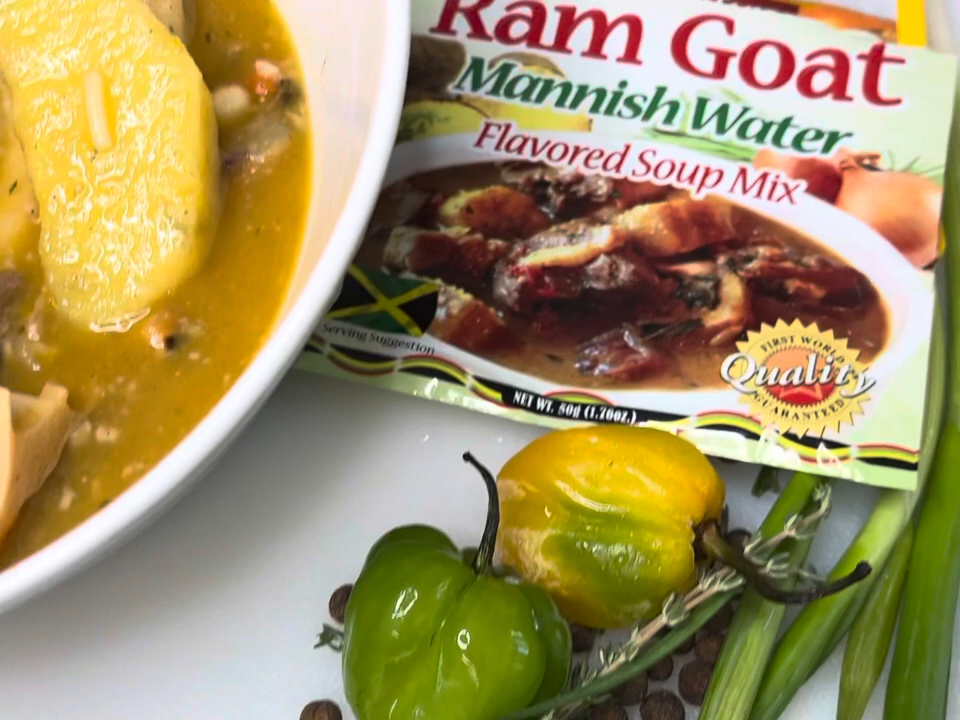 Ram Goat
Mannish Water
Flavored Soup Mix
Serving Suggestion
FIRST WORLD
Quality
GUARANTEED
NET WT. 50g (1.76oz.)